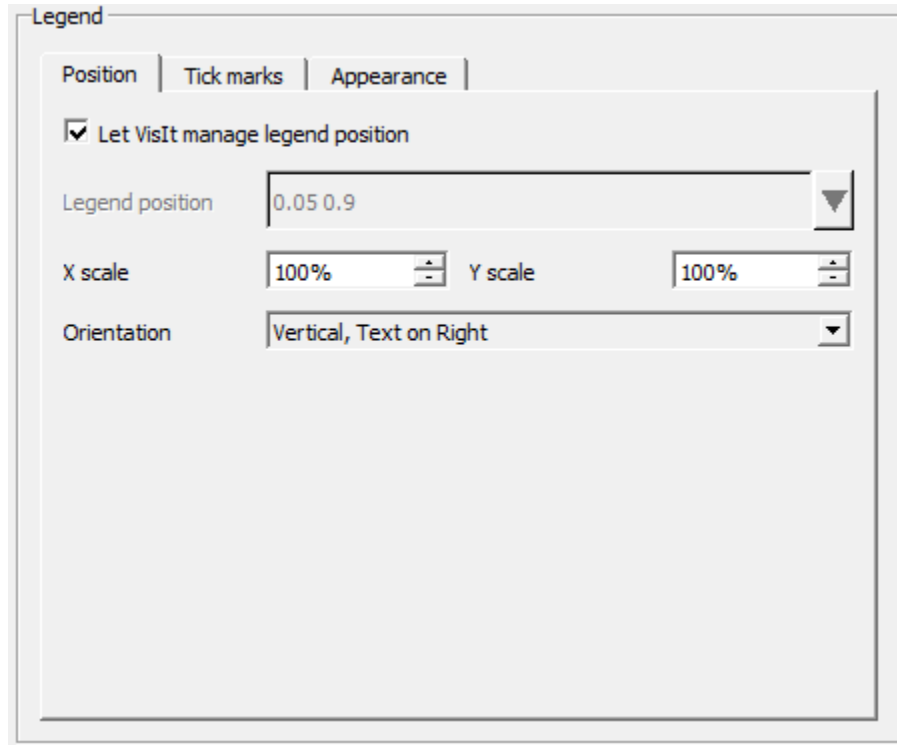 Legend
Position Tick marks Appearance
Let VisIt manage legend position
Legend position 0.05 0.9
X scale 100% Y scale 100%
Orientation Vertical, Text on Right